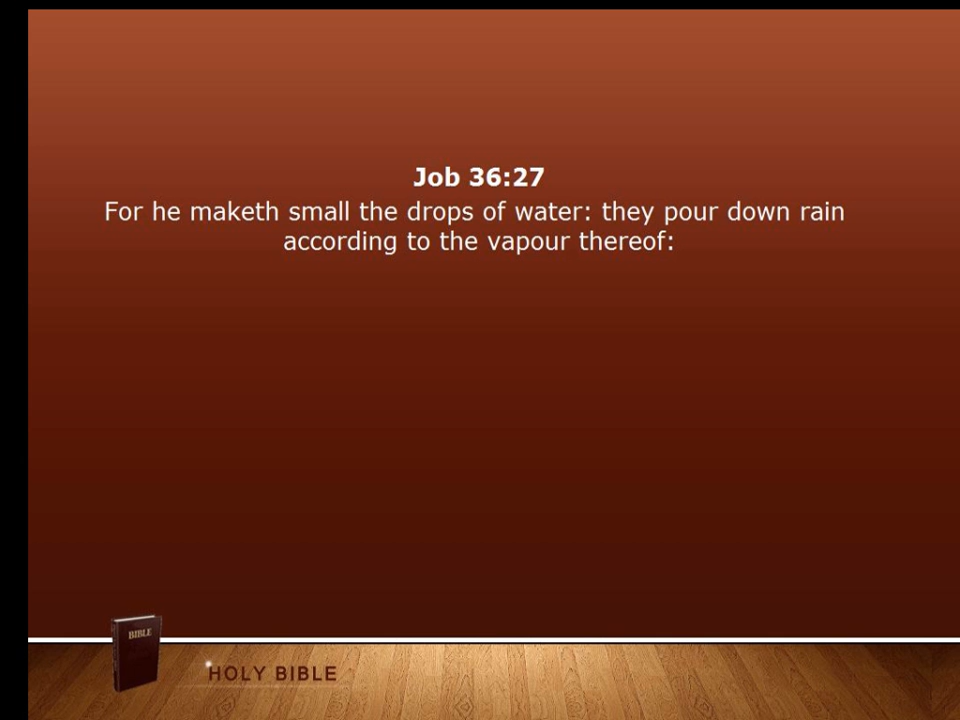 Job 36:27
For he maketh small the drops of water: they pour down rain
according to the vapour thereof:
BIBLE
HOLY BIBLE